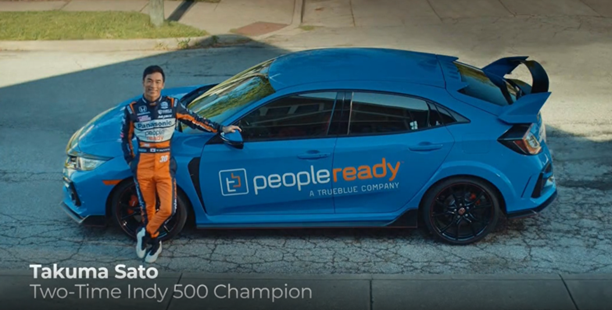 peopleready
A TRUEBLUE COMPANY
Takuma Sato
Two-Time Indy 500 Champion